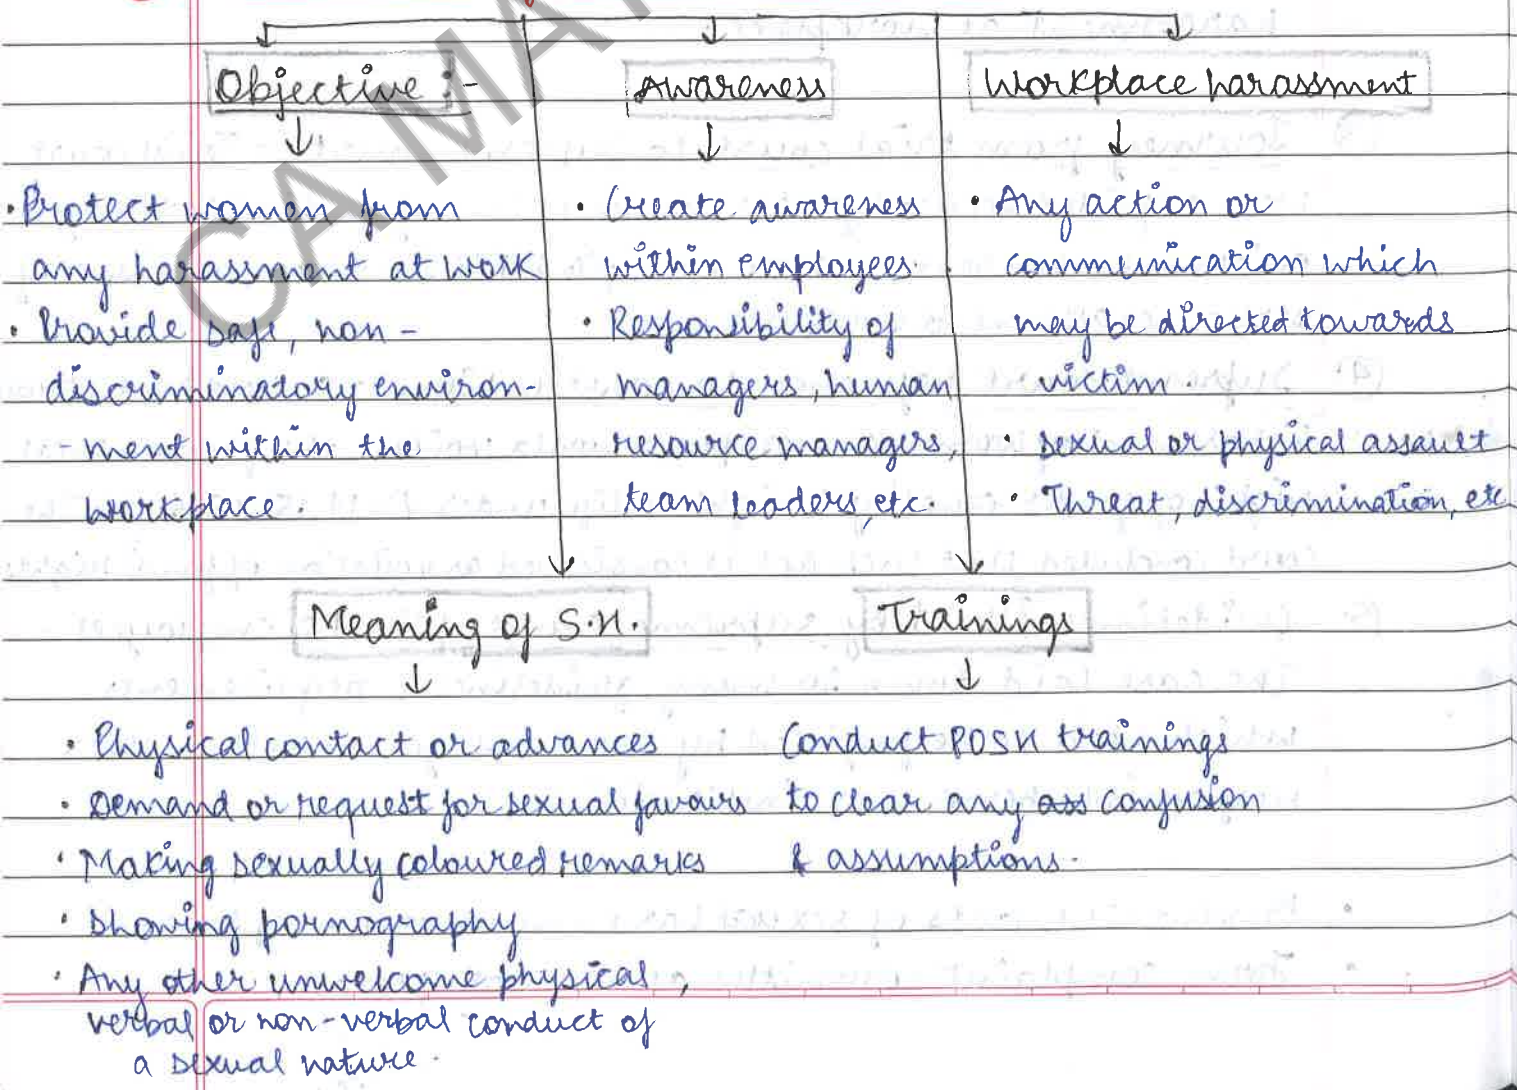 CA MA
Objective :-
Protect women from
any harassment at work
Provide safe, non-
discriminatory environ-
-ment within the
workplace.
Awareness
Create awareness
within employees.
Responsibility of
managers, human
resource managers,
team leaders, etc.
Workplace harassment
Any action or
communication which
may be directed towards
victim.
sexual or physical assault
Threat, discrimination, etc
Meaning of S.H.
Physical contact or advances
Demand or request for sexual favours
Making sexually coloured remarks
showing pornography
Any other unwelcome physical,
verbal or non-verbal conduct of
a sexual nature.
Trainings
Conduct POSH trainings
to clear any confusion
& assumptions.